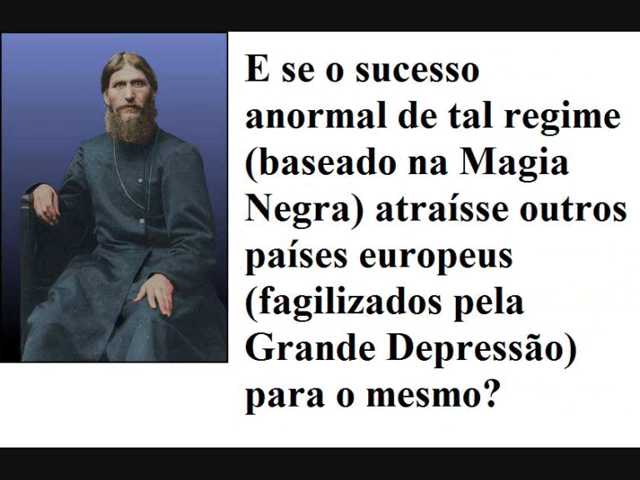 E se o sucesso
anormal de tal regime
(baseado na Magia
Negra) atraísse outros
países europeus
(fagilizados pela
Grande Depressão)
para o mesmo?